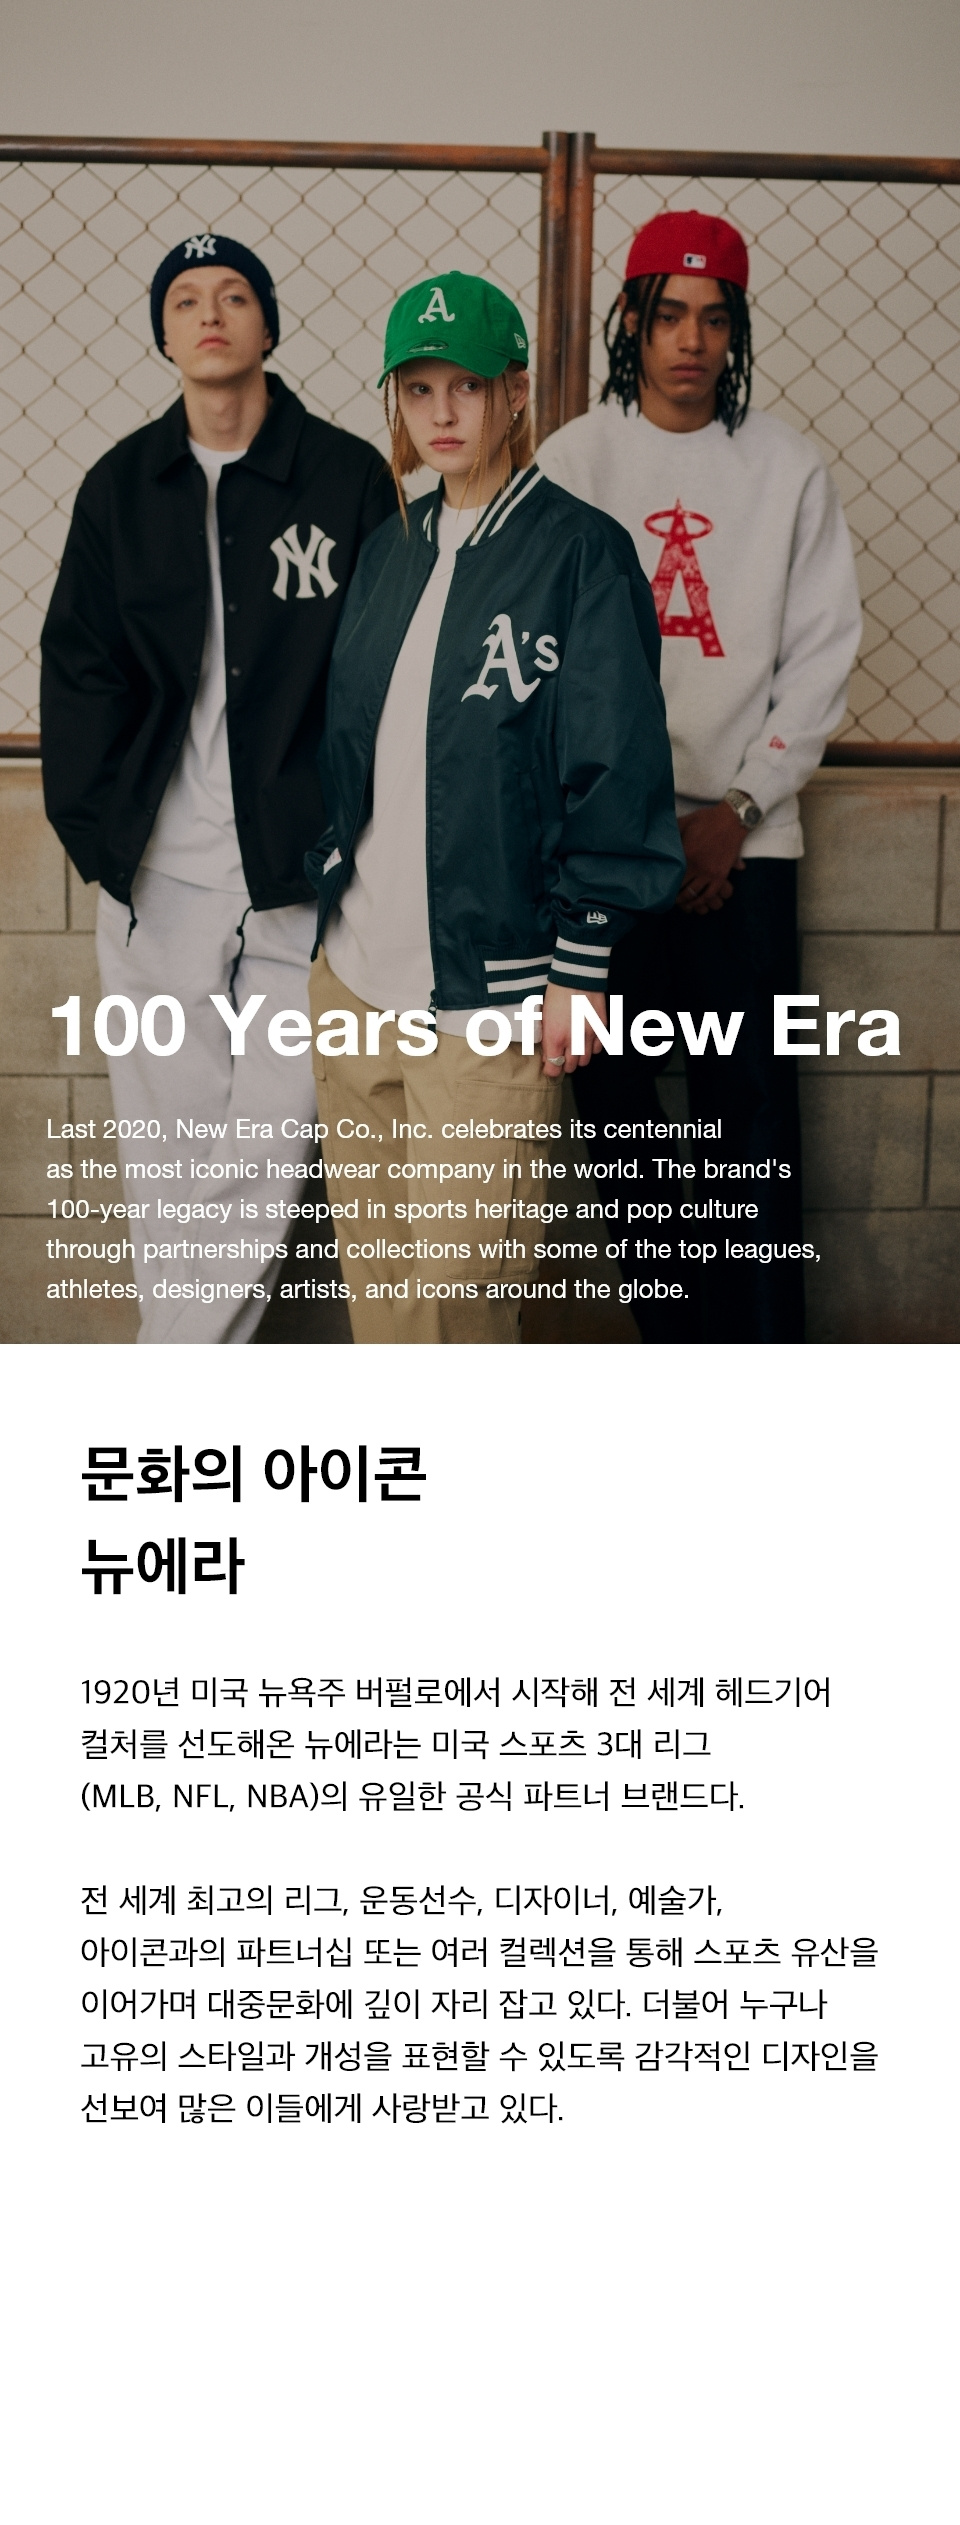 NY
A
NY
A's
A
100 Years of New Era
Last 2020, New Era Cap Co., Inc. celebrates its centennial
as the most iconic headwear company in the world. The brand's
100-year legacy is steeped in sports heritage and pop culture
through partnerships and collections with some of the top leagues,
athletes, designers, artists, and icons around the globe.
문화의 아이콘
뉴에라
1920년 미국 뉴욕주 버펄로에서 시작해 전 세계 헤드기어
컬처를 선도해온 뉴에라는 미국 스포츠 3대 리그
(MLB, NFL, NBA)의 유일한 공식 파트너 브랜드다.
전 세계 최고의 리그, 운동선수, 디자이너, 예술가,
아이콘과의 파트너십 또는 여러 컬렉션을 통해 스포츠 유산을
이어가며 대중문화에 깊이 자리 잡고 있다. 더불어 누구나
고유의 스타일과 개성을 표현할 수 있도록 감각적인 디자인을
선보여 많은 이들에게 사랑받고 있다.